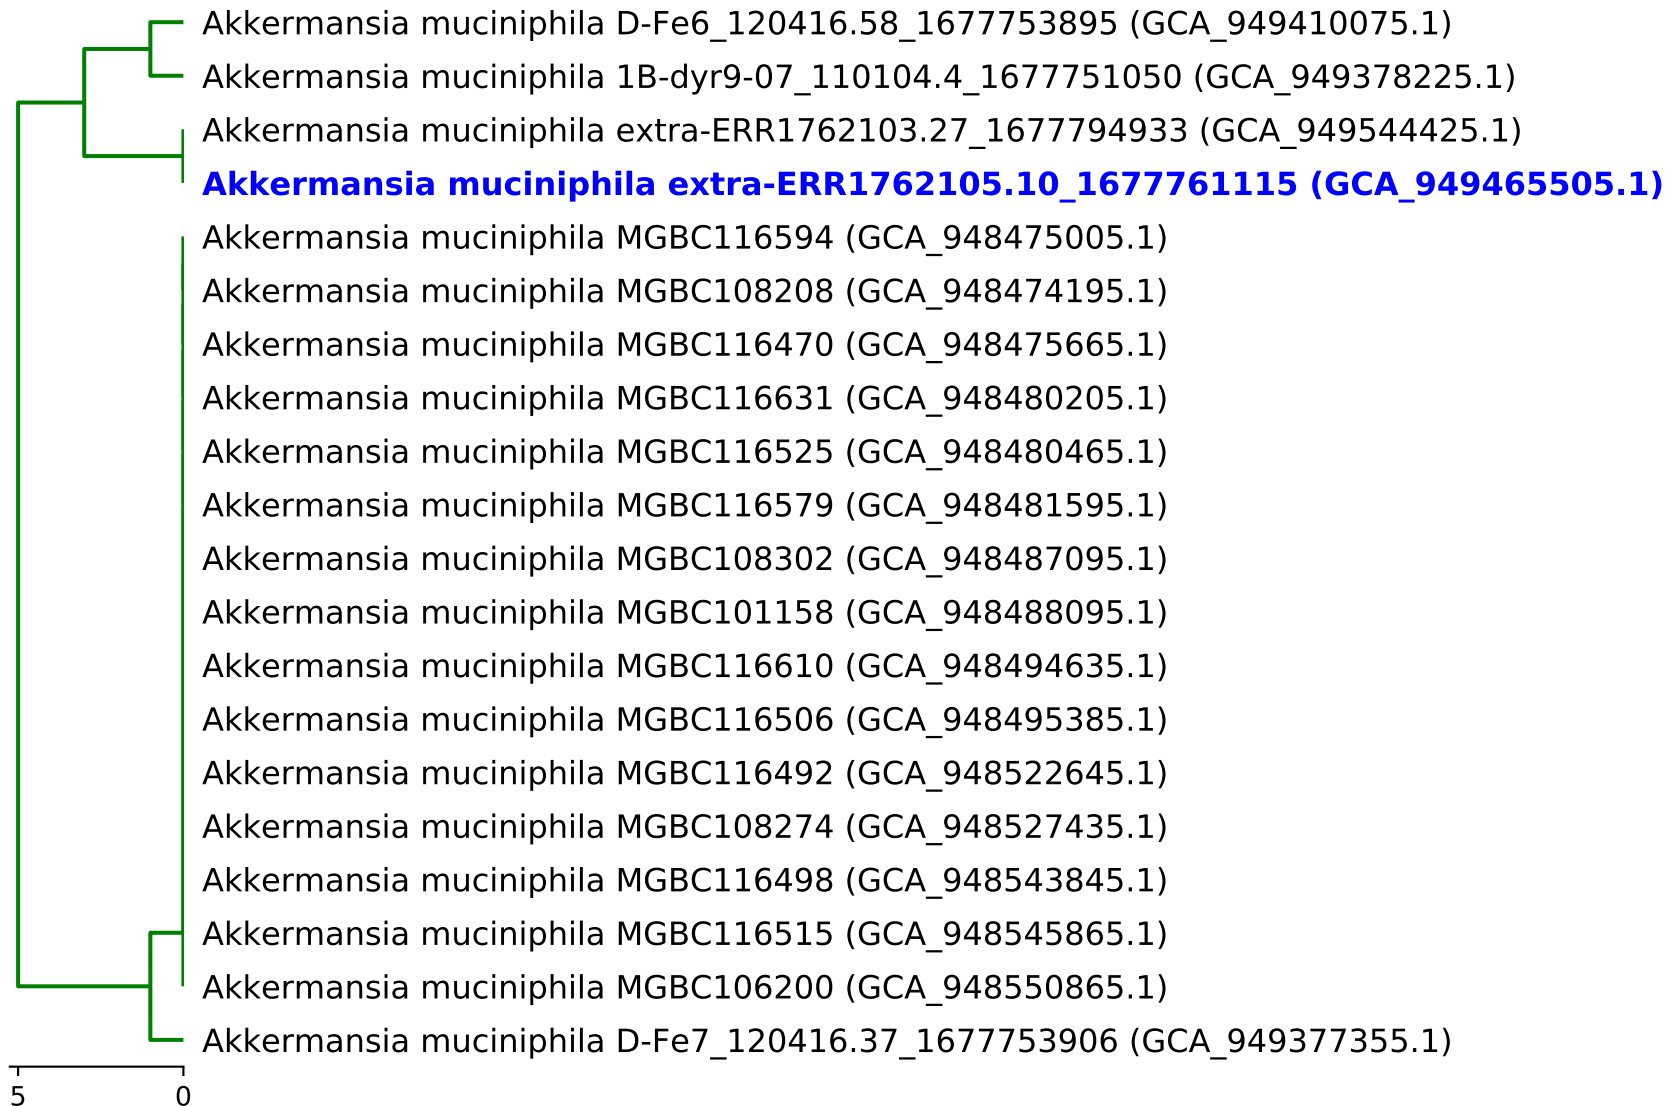 Akkermansia muciniphila D-Fe6_120416.58_1677753895 (GCA_949410075.1)
Akkermansia muciniphila 1B-dyr9-07_110104.4_1677751050 (GCA_949378225.1)
Akkermansia muciniphila extra-ERR1762103.27_1677794933 (GCA_949544425.1)
Akkermansia muciniphila extra-ERR1762105.10_1677761115 (GCA_949465505.1)
Akkermansia muciniphila MGBC116594 (GCA_948475005.1)
Akkermansia muciniphila MGBC108208 (GCA_948474195.1)
Akkermansia muciniphila MGBC116470 (GCA_948475665.1)
Akkermansia muciniphila MGBC116631 (GCA_948480205.1)
Akkermansia muciniphila MGBC116525 (GCA_948480465.1)
Akkermansia muciniphila MGBC116579 (GCA_948481595.1)
Akkermansia muciniphila MGBC108302 (GCA_948487095.1)
Akkermansia muciniphila MGBC101158 (GCA_948488095.1)
Akkermansia muciniphila MGBC116610 (GCA_948494635.1)
Akkermansia muciniphila MGBC116506 (GCA_948495385.1)
Akkermansia muciniphila MGBC116492 (GCA_948522645.1)
Akkermansia muciniphila MGBC108274 (GCA_948527435.1)
Akkermansia muciniphila MGBC116498 (GCA_948543845.1)
Akkermansia muciniphila MGBC116515 (GCA_948545865.1)
Akkermansia muciniphila MGBC106200 (GCA_948550865.1)
Akkermansia muciniphila D-Fe7_120416.37_1677753906 (GCA_949377355.1)
5 0